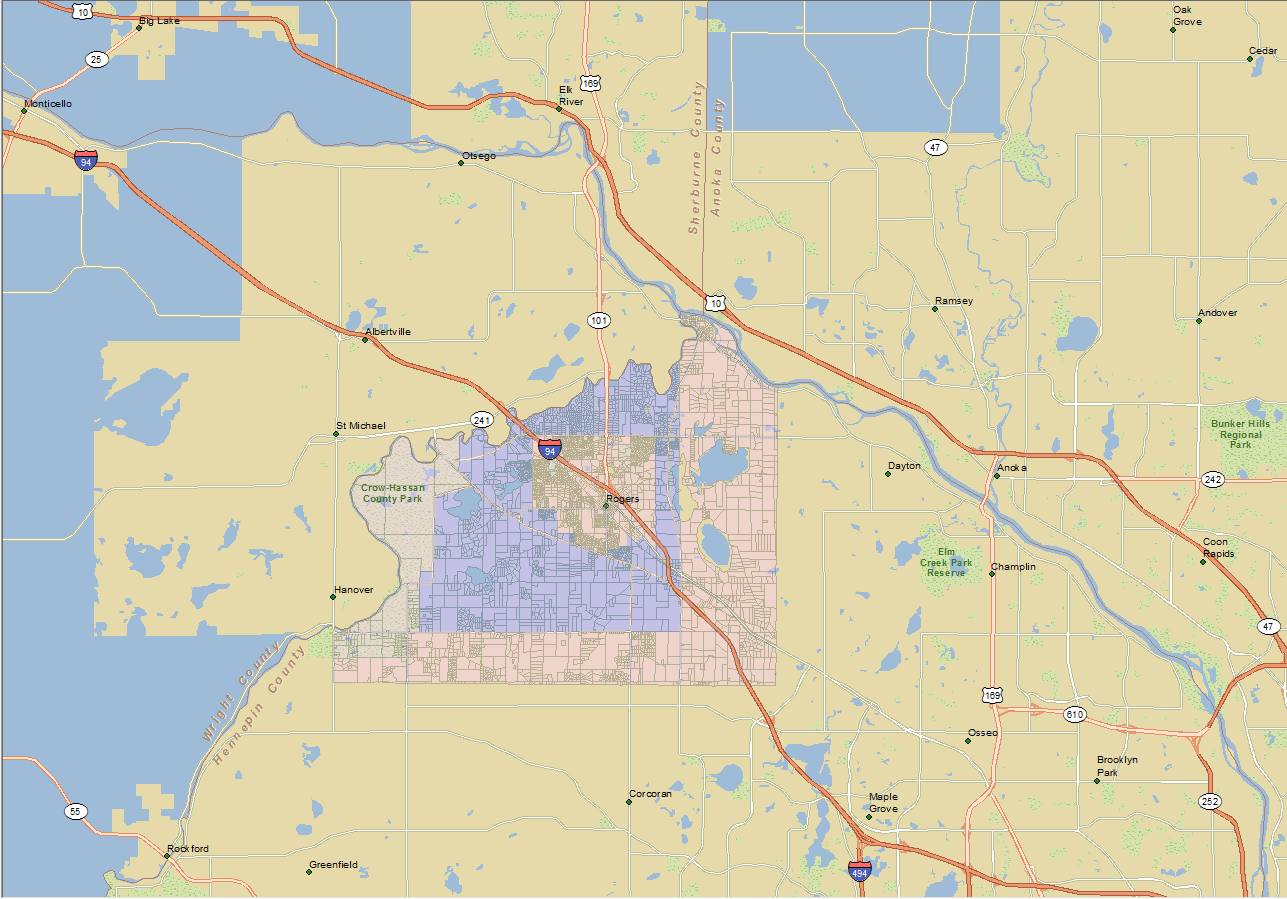 10
Big Lake
Oak
Grove
Cedar
25
169
Elk
River
Monticello
Sherburne County
Anoka County
47
94
Otsego
10
Ramsey
Andover
101
Albertville
241
St Michael
94
Bunker Hills
Regional
Park
Dayton
Anoka
242
Crow-Hassan
County Park
Rogers
Coon
Rapids
Elm
Creek Park
Reserve
Champlin
Hanover
47
Wright County
Hennepin County
169
610
Osseo
Brooklyn
Park
55
Corcoran
Maple
Grove
252
Rockford
Greenfield
494